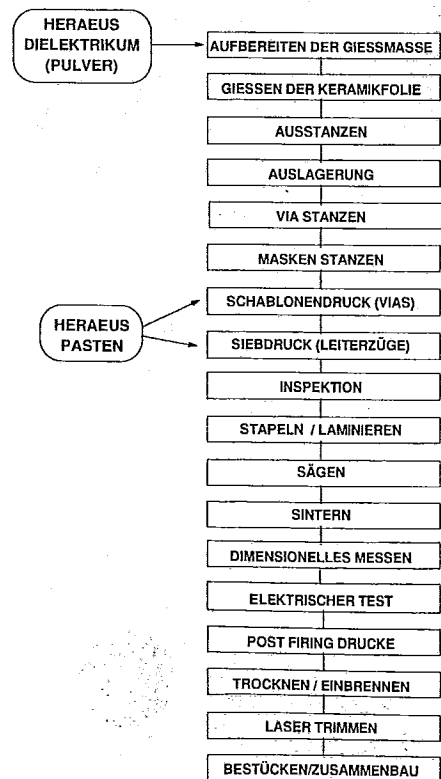 HERAEUS
DIELEKTRIKUM
(PULVER)
AUFBEREITEN DER GIESSMASSE
GIESSEN DER KERAMIKFOLIE
AUSSTANZEN
AUSLAGERUNG
VIA STANZEN
MASKEN STANZEN
SCHABLONENDRUCK (VIAS)
HERAEUS
PASTEN
SIEBDRUCK (LEITERZÜGE)
INSPEKTION
STAPELN / LAMINIEREN
SÄGEN
SINTERN
DIMENSIONELLES MESSEN
ELEKTRISCHER TEST
POST FIRING DRUCKE
TROCKNEN / EINBRENNEN
LASER TRIMMEN
BESTÜCKEN/ZUSAMMENBAU